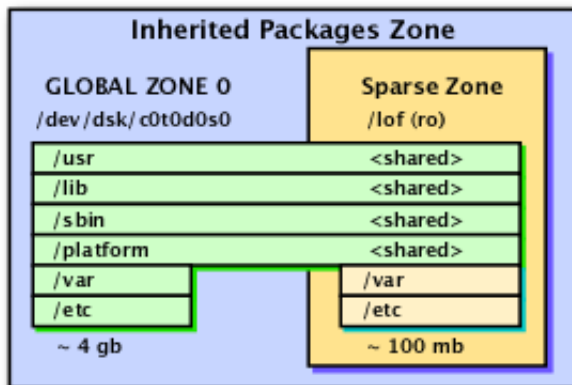 Inherited Packages Zone
GLOBAL ZONE 0 Sparse Zone
/dev/dsk/c0t0d0s0 /lof (ro)
/usr <shared>
/lib <shared>
/sbin <shared>
/platform <shared>
/var /var
/etc /etc
~ 4 gb ~ 100 mb